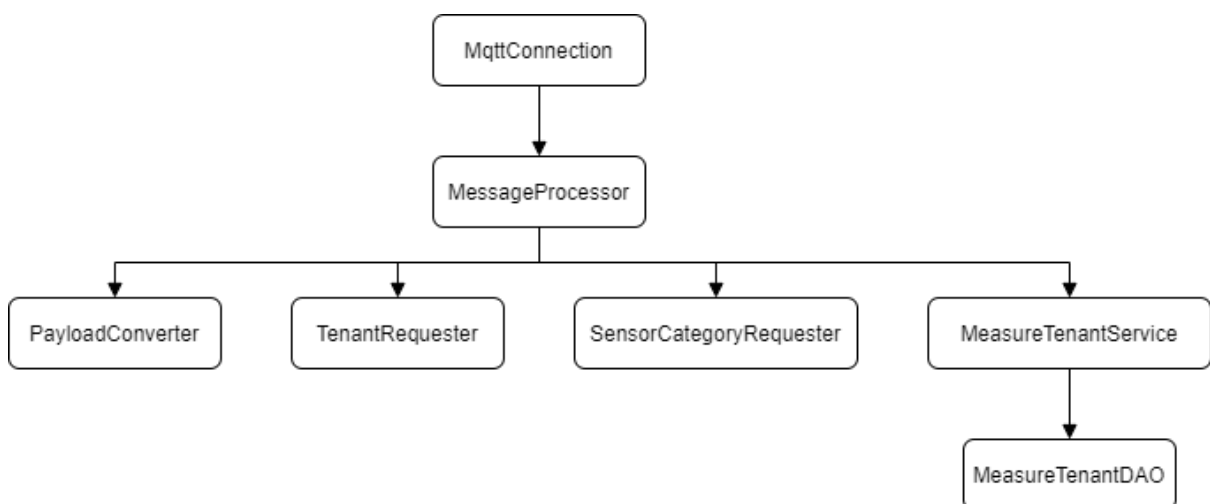 MqttConnection
MessageProcessor
PayloadConverter
TenantRequester
SensorCategoryRequester
MeasureTenantService
MeasureTenantDAO